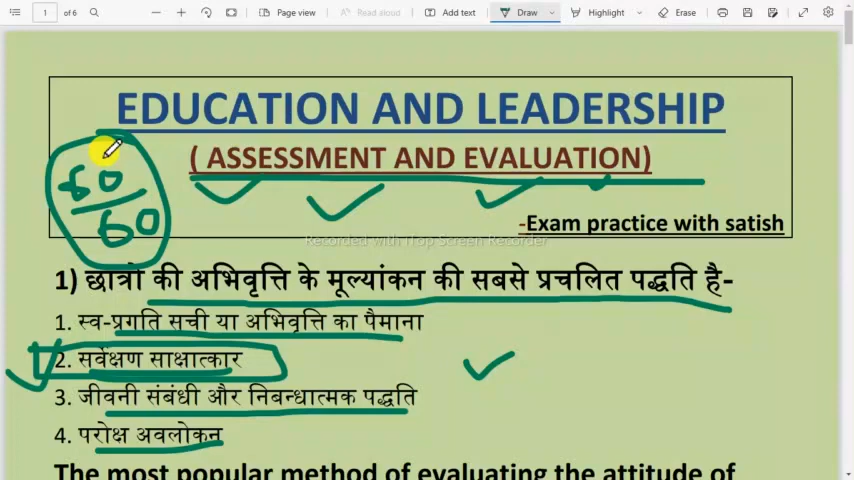 1 of 6 Page view Read aloud Add text Draw Highlight Erase
EDUCATION AND LEADERSHIP
( ASSESSMENT AND EVALUATION)
60
60
-Exam practice with satish
Recorded with iTop Screen Recorder
1) छात्रों की अभिवृत्ति के मूल्यांकन की सबसे प्रचलित पद्धति है-
1. स्व-प्रगति सूची या अभिवृत्ति का पैमाना
2. सर्वेक्षण साक्षात्कार
3. जीवनी संबंधी और निबन्धात्मक पद्धति
4. परोक्ष अवलोकन
The most popular method of evaluating the attitude of